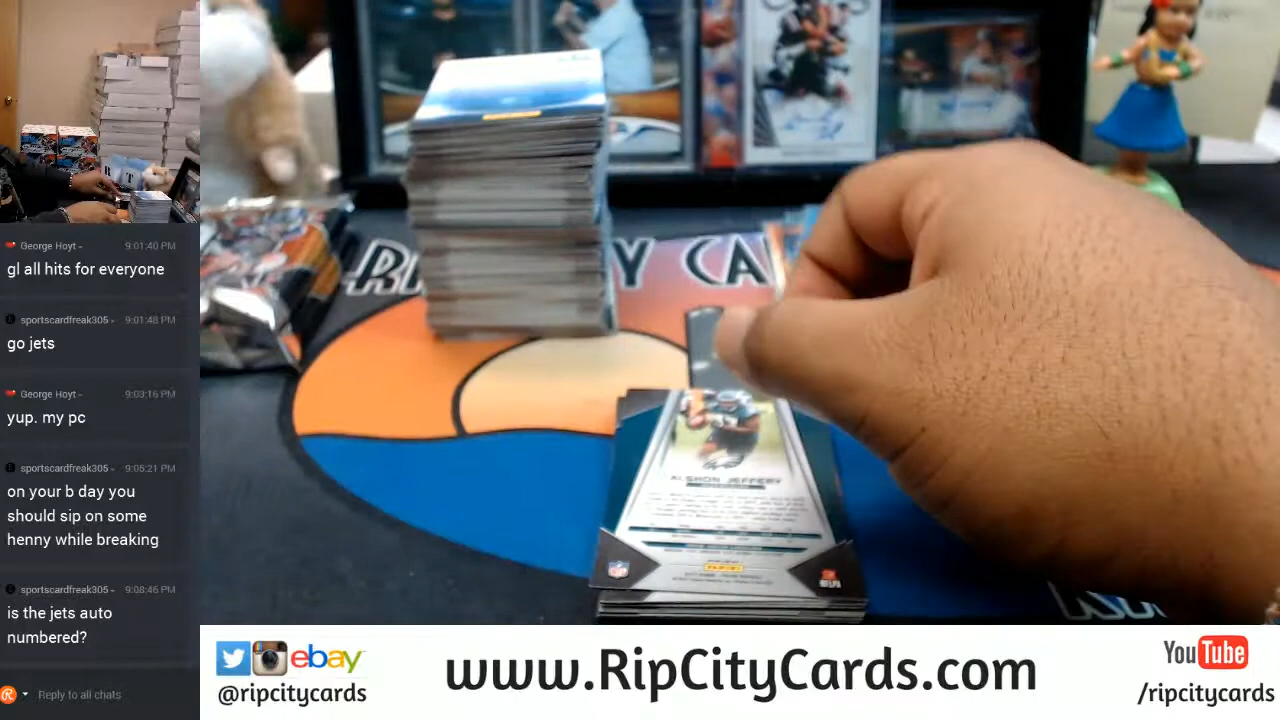 George Hoyt - 9:01:40 PM
gl all hits for everyone
sportscardfreak305 - 9:01:48 PM
go jets
George Hoyt - 9:03:16 PM
yup. my pc
sportscardfreak305 - 9:05:21 PM
on your b day you
should sip on some
henny while breaking
sportscardfreak305 - 9:08:46 PM
is the jets auto
numbered?
Reply to all chats
Y CA
ALSHON JEFFERY
PANINI
NFL
ebay
@ripcitycards
www.RipCityCards.com
YouTube
/ripcitycards